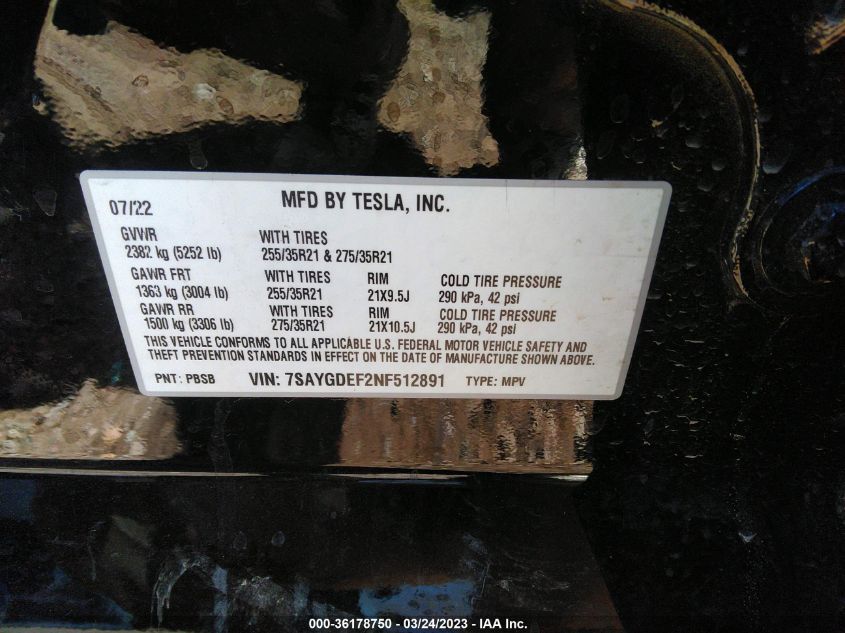 07/22 MFD BY TESLA, INC.
GVWR WITH TIRES
2382 kg (5252 lb) 255/35R21 & 275/35R21
GAWR FRT WITH TIRES RIM COLD TIRE PRESSURE
1363 kg (3004 lb) 255/35R21 21X9.5J 290 kPa, 42 psi
GAWR RR WITH TIRES RIM COLD TIRE PRESSURE
1500 kg (3306 lb) 275/35R21 21X10.5J 290 kPa, 42 psi
THIS VEHICLE CONFORMS TO ALL APPLICABLE U.S. FEDERAL MOTOR VEHICLE SAFETY AND
THEFT PREVENTION STANDARDS IN EFFECT ON THE DATE OF MANUFACTURE SHOWN ABOVE.
PNT: PBSB VIN: 7SAYGDEF2NF512891 TYPE: MPV
000-36178750 - 03/24/2023 - IAA Inc.